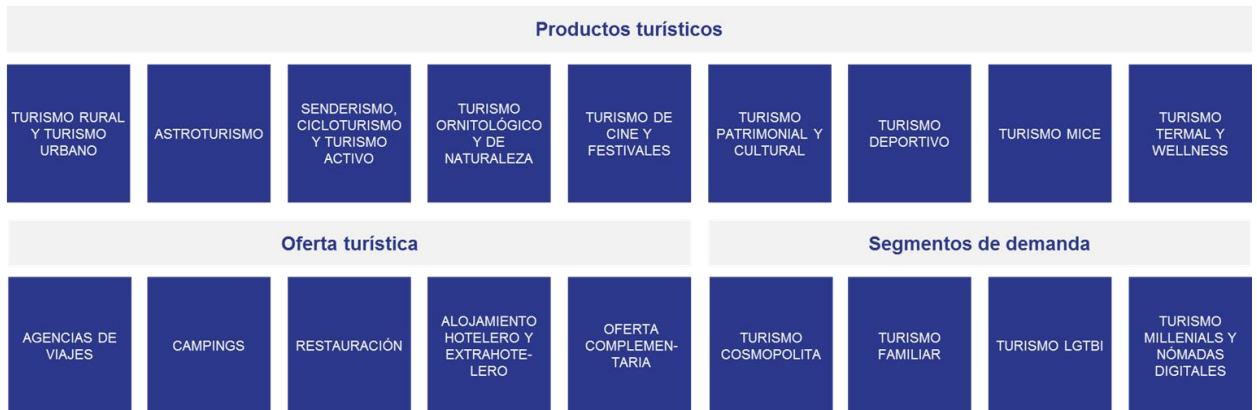 Productos turísticos
TURISMO RURAL
Y TURISMO
URBANO
ASTROTURISMO
SENDERISMO,
CICLOTURISMO
Y TURISMO
ACTIVO
TURISMO
ORNITOLÓGICO
Y DE
NATURALEZA
TURISMO DE
CINE Y
FESTIVALES
TURISMO
PATRIMONIAL Y
CULTURAL
TURISMO
DEPORTIVO
TURISMO MICE
TURISMO
TERMAL Y
WELLNESS
Oferta turística
AGENCIAS DE
VIAJES
CAMPINGS
RESTAURACIÓN
ALOJAMIENTO
HOTELERO Y
EXTRAHOTE-
LERO
OFERTA
COMPLEMEN-
TARIA
Segmentos de demanda
TURISMO
COSMOPOLITA
TURISMO
FAMILIAR
TURISMO LGTBI
TURISMO
MILLENIALS Y
NÓMADAS
DIGITALES